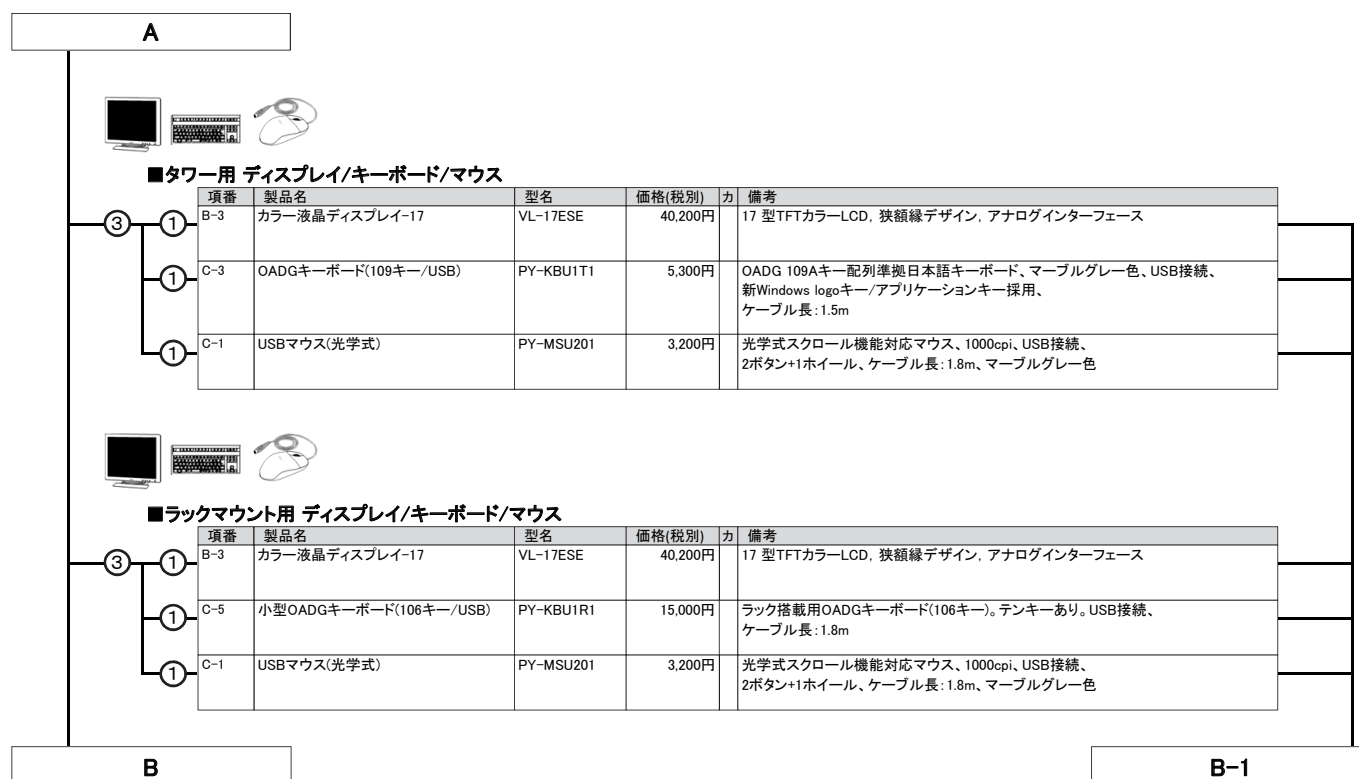 A
■タワー用 ディスプレイ/キーボード/マウス
項番 製品名 型名 価格(税別) カ 備考
③ ① B-3 カラー液晶ディスプレイ-17 VL-17ESE 40,200円 17 型TFTカラーLCD, 狭額縁デザイン, アナログインターフェース
① C-3 OADGキーボード(109キー/USB) PY-KBU1T1 5,300円 OADG 109Aキー配列準拠日本語キーボード、マーブルグレー色、USB接続、
新Windows logoキー/アプリケーションキー採用、
ケーブル長:1.5m
① C-1 USBマウス(光学式) PY-MSU201 3,200円 光学式スクロール機能対応マウス、1000cpi、USB接続、
2ボタン+1ホイール、ケーブル長:1.8m、マーブルグレー色
■ラックマウント用 ディスプレイ/キーボード/マウス
項番 製品名 型名 価格(税別) カ 備考
③ ① B-3 カラー液晶ディスプレイ-17 VL-17ESE 40,200円 17 型TFTカラーLCD, 狭額縁デザイン, アナログインターフェース
① C-5 小型OADGキーボード(106キー/USB) PY-KBU1R1 15,000円 ラック搭載用OADGキーボード(106キー)。テンキーあり。USB接続、
ケーブル長:1.8m
① C-1 USBマウス(光学式) PY-MSU201 3,200円 光学式スクロール機能対応マウス、1000cpi、USB接続、
2ボタン+1ホイール、ケーブル長:1.8m、マーブルグレー色
B B-1